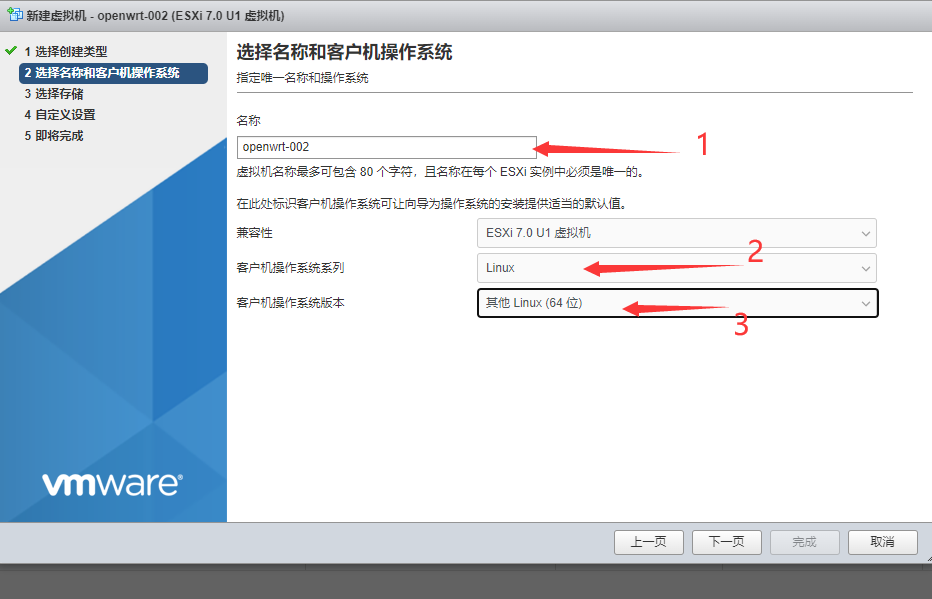 新建虚拟机 - openwrt-002 (ESXi 7.0 U1 虚拟机)
1 选择创建类型
2 选择名称和客户机操作系统
3 选择存储
4 自定义设置
5 即将完成
vmware®
选择名称和客户机操作系统
指定唯一名称和操作系统
名称
openwrt-002
1
虚拟机名称最多可包含 80 个字符，且名称在每个 ESXi 实例中必须是唯一的。
在此处标识客户机操作系统可让向导为操作系统的安装提供适当的默认值。
兼容性 ESXi 7.0 U1 虚拟机
2
客户机操作系统系列 Linux
客户机操作系统版本 其他 Linux (64 位)
3
上一页 下一页 完成 取消